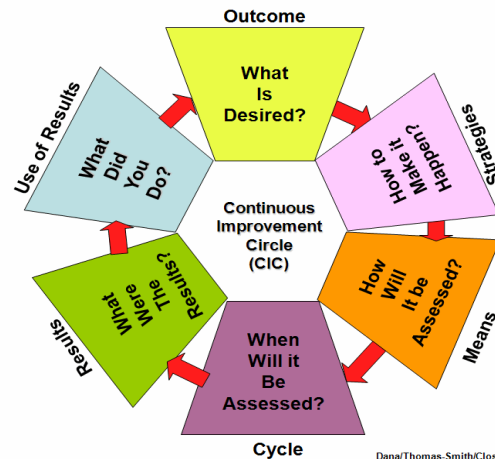 Outcome
What
Is
Desired?
Strategies
How to
Make it
Happen?
Means
How
Will
It be
Assessed?
Cycle
When
Will it
Be
Assessed?
Results
What
Were
The
Results?
Use of Results
What
Did
You
Do?
Continuous
Improvement
Circle
(CIC)
Dana/Thomas-Smith/Clos